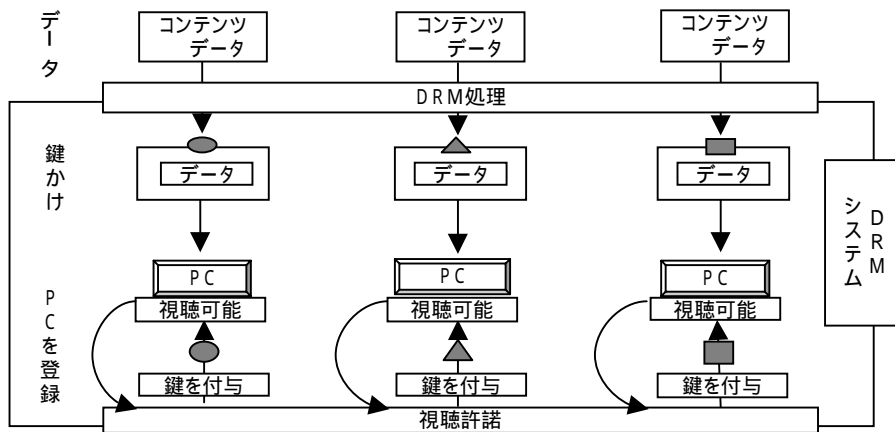 データ
コンテンツ
データ
コンテンツ
データ
コンテンツ
データ
DRM処理
鍵かけ
データ
データ
データ
DRM
システム
PC
PC
PC
視聴可能
視聴可能
視聴可能
PCを登録
鍵を付与
鍵を付与
鍵を付与
視聴許諾